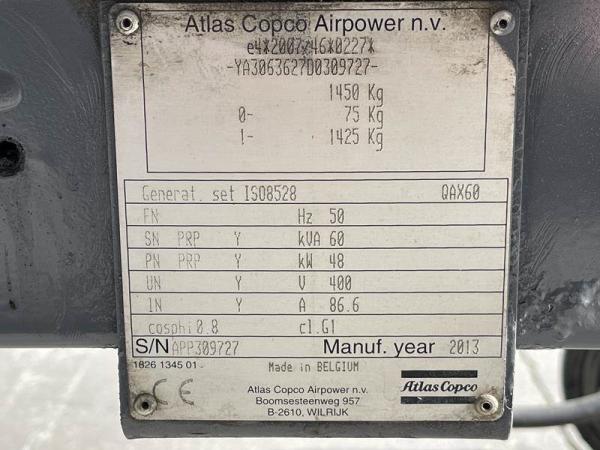 Atlas Copco Airpower n.v.
e4*2007/46*0227*
-YA3063627D0309727-
1450 Kg
0- 75 Kg
1- 1425 Kg
Generat. set ISO8528 QAX60
FN Hz 50
SN PRP Y kVA 60
PN PRP Y kW 48
UN Y V 400
IN Y A 86.6
cosphi 0.8 cl.G1
S/N APP309727 Manuf. year 2013
1826 1345 01 Made in BELGIUM
CE Atlas Copco Airpower n.v. Atlas Copco
Boomsesteenweg 957
B-2610, WILRIJK